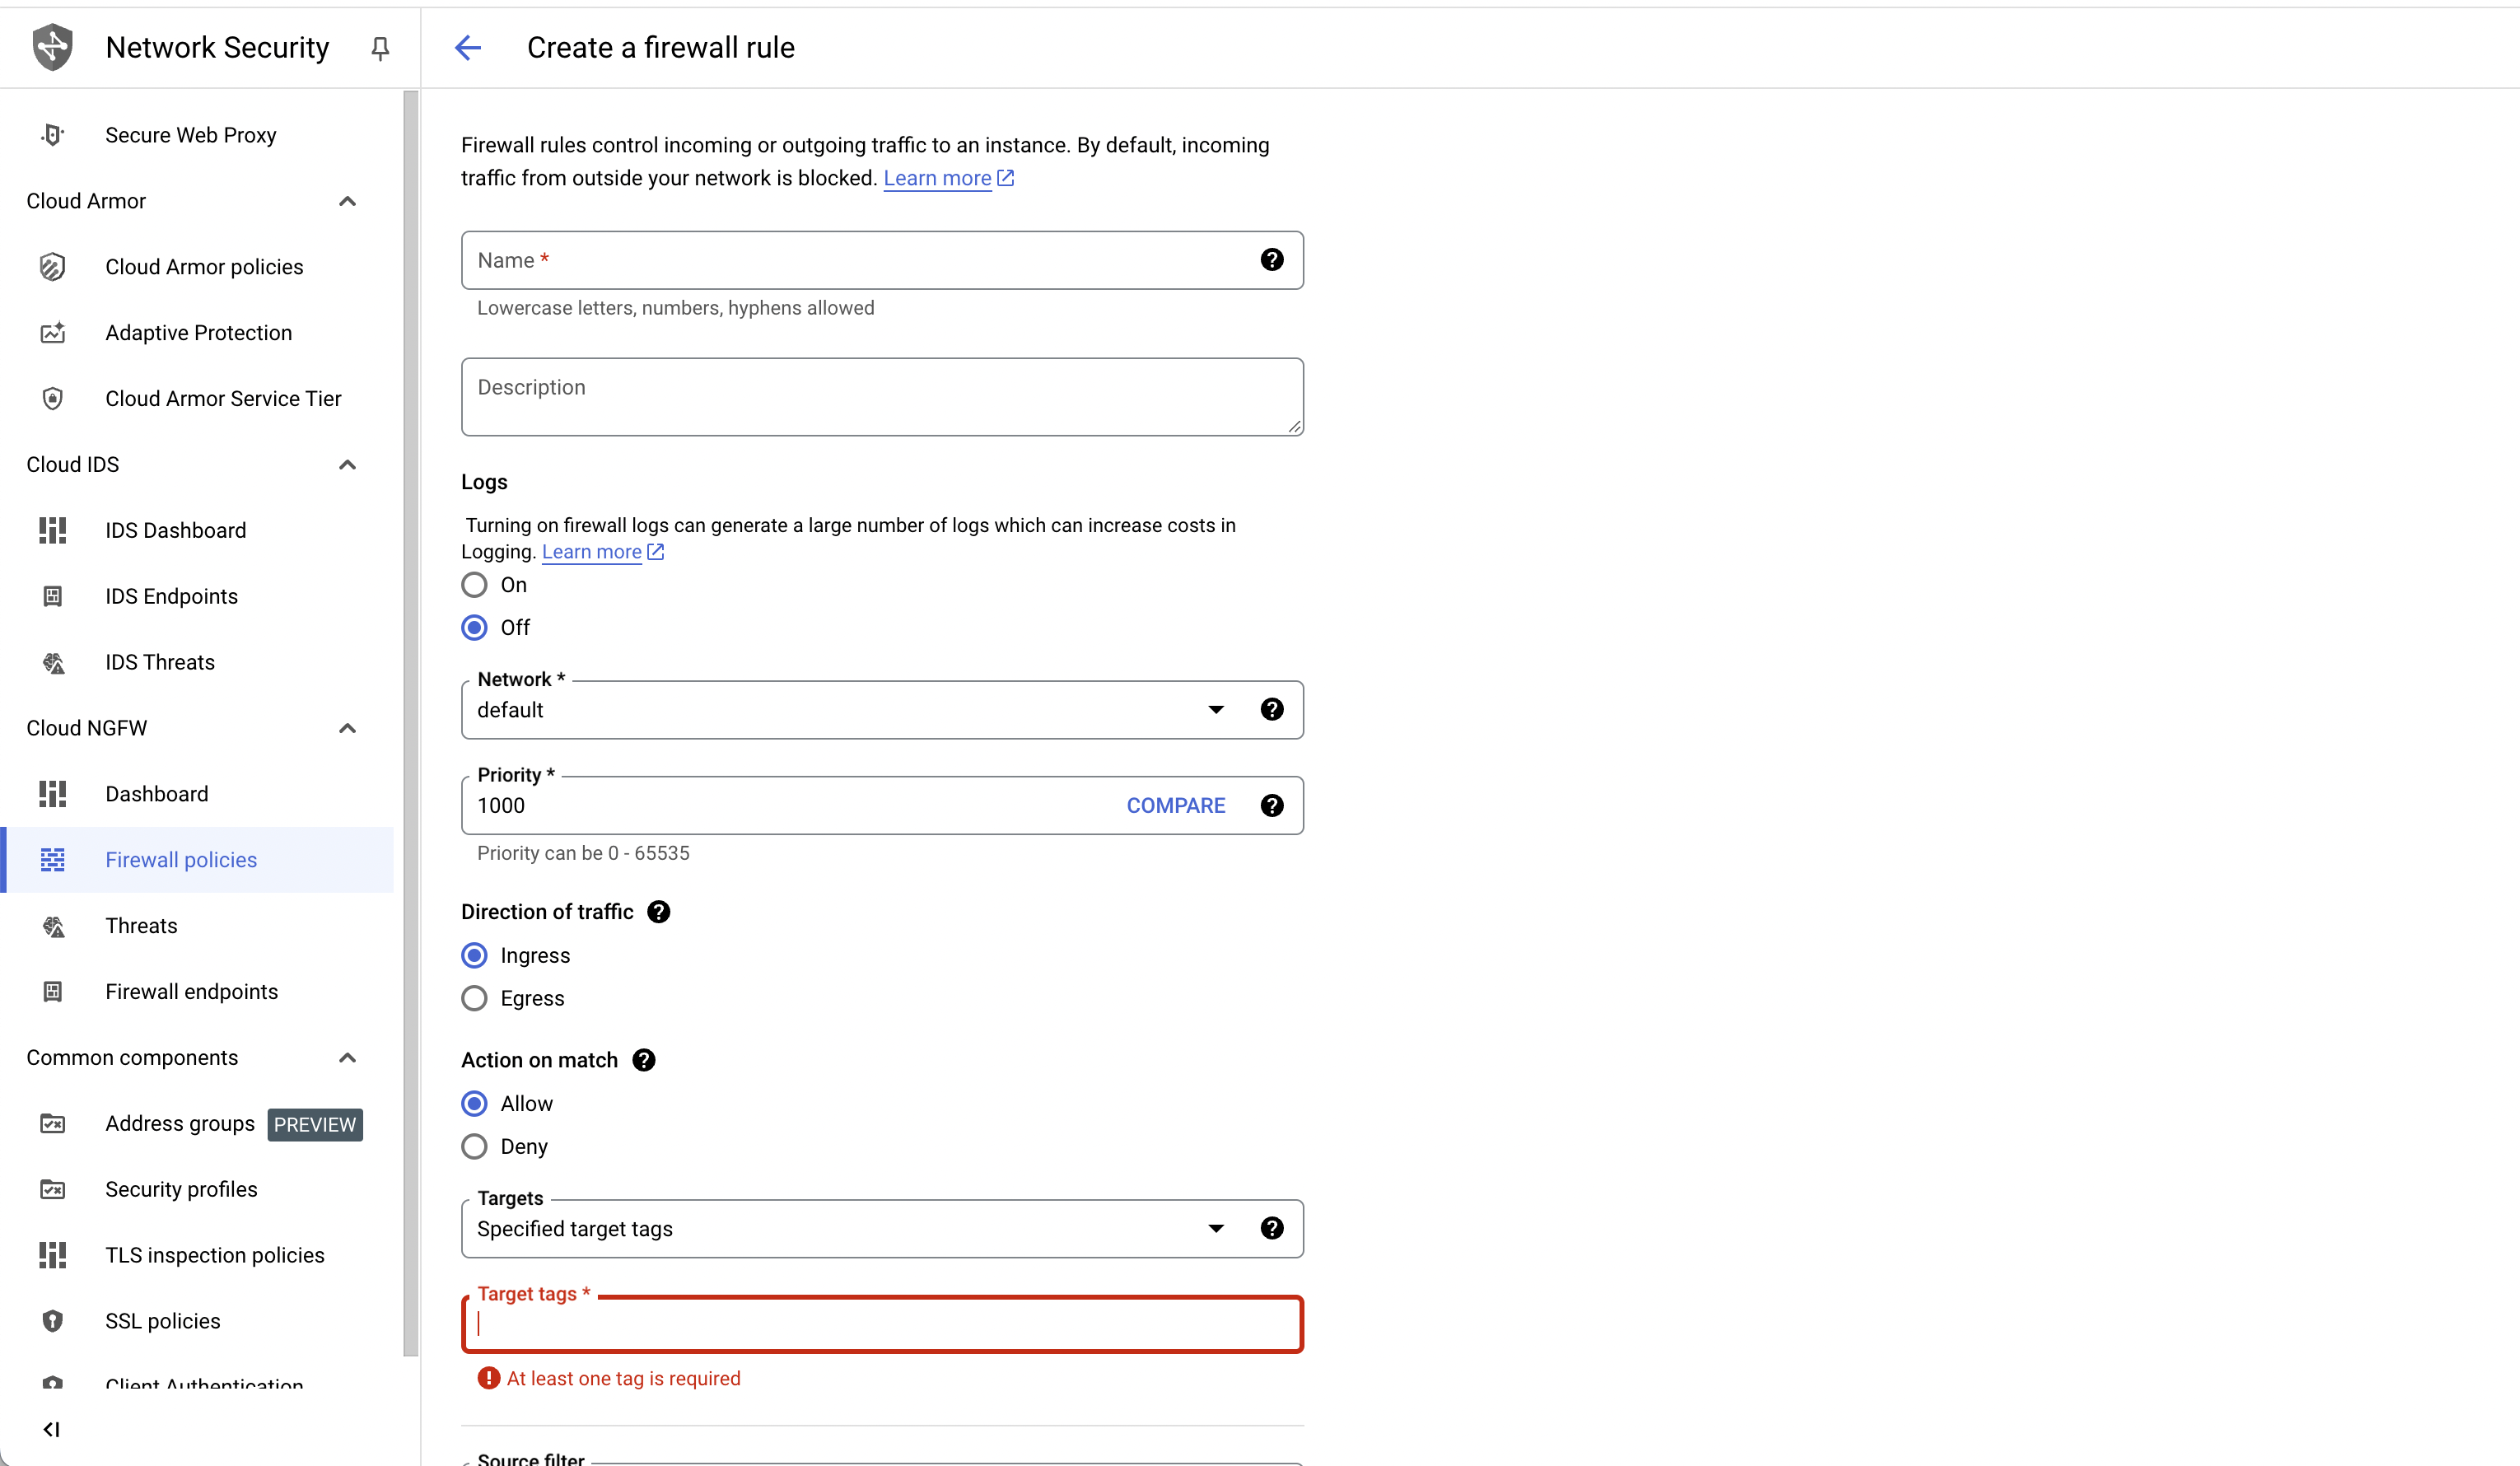 Network Security
Secure Web Proxy
Cloud Armor
Cloud Armor policies
Adaptive Protection
Cloud Armor Service Tier
Cloud IDS
IDS Dashboard
IDS Endpoints
IDS Threats
Cloud NGFW
Dashboard
Firewall policies
Threats
Firewall endpoints
Common components
Address groups PREVIEW
Security profiles
TLS inspection policies
SSL policies
Client Authentication
Create a firewall rule
Firewall rules control incoming or outgoing traffic to an instance. By default, incoming
traffic from outside your network is blocked. Learn more
Name *
Lowercase letters, numbers, hyphens allowed
Description
Logs
Turning on firewall logs can generate a large number of logs which can increase costs in
Logging. Learn more
On
Off
Network *
default
Priority *
1000 COMPARE
Priority can be 0 - 65535
Direction of traffic
Ingress
Egress
Action on match
Allow
Deny
Targets
Specified target tags
Target tags *
At least one tag is required
Source filter